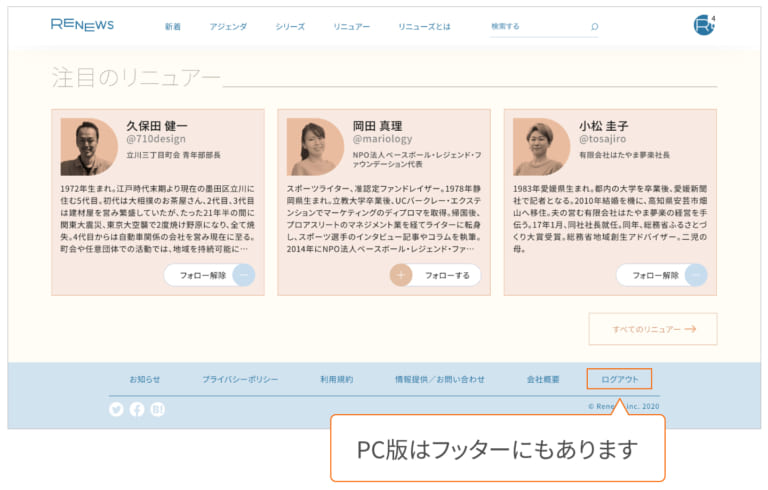 RENEWS
新着 アジェンダ シリーズ リニュアー リニューズとは 検索する 4
注目のリニュアー
久保田 健一
@710design
立川三丁目町会 青年部部長
1972年生まれ。江戸時代末期より現在の墨田区立川に
住む5代目。初代は大相撲のお茶屋さん、2代目、3代目
は建材屋を営み繁盛していたが、たった21年半の間に
関東大震災、東京大空襲で2度焼け野原になり、全て焼
失。4代目からは自動車関係の会社を営み現在に至る。
町会や任意団体での活動では、地域を持続可能に…
フォロー解除
岡田 真理
@mariology
NPO法人ベースボール・レジェンド・フ
ァウンデーション代表
スポーツライター、准認定ファンドレイザー。1978年静
岡県生まれ。立教大学卒業後、UCバークレー・エクステ
ンションでマーケティングのディプロマを取得。帰国後、
プロアスリートのマネジメント業を経てライターに転身
し、スポーツ選手のインタビュー記事やコラムを執筆。
2014年にNPO法人ベースボール・レジェンド・ファ…
フォローする
小松 圭子
@tosajiro
有限会社はたやま夢楽社長
1983年愛媛県生まれ。都内の大学を卒業後、愛媛新聞
社で記者となる。2010年結婚を機に、高知県安芸市畑
山へ移住。夫の営む有限会社はたやま夢楽の経営を手
伝う。17年1月、同社社長就任。同年、総務省ふるさとづ
くり大賞受賞。総務省地域創生アドバイザー。二児の
母。
フォロー解除
すべてのリニュアー
お知らせ プライバシーポリシー 利用規約 情報提供／お問い合わせ 会社概要 ログアウト
B!
© Renews Inc. 2020
PC版はフッターにもあります